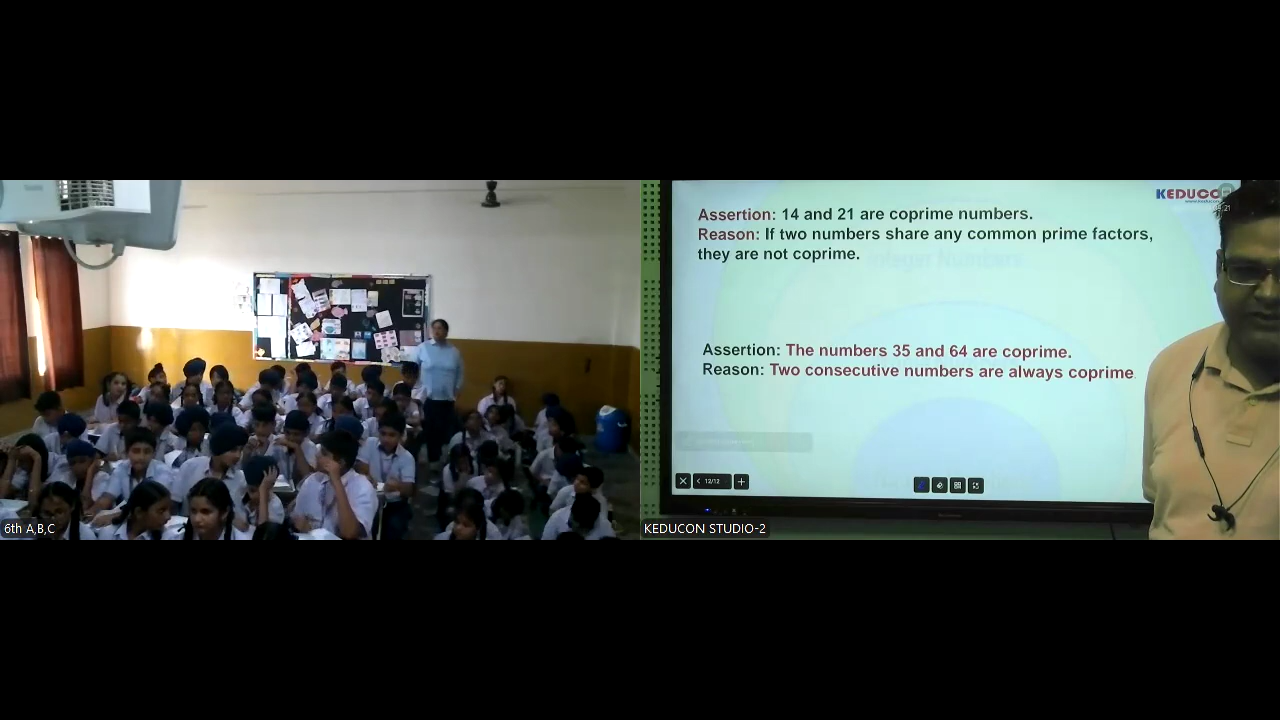 KEDUCO
Assertion: 14 and 21 are coprime numbers.
Reason: If two numbers share any common prime factors,
they are not coprime.
Assertion: The numbers 35 and 64 are coprime.
Reason: Two consecutive numbers are always coprime.
12/12
6th A,B,C
KEDUCON STUDIO-2